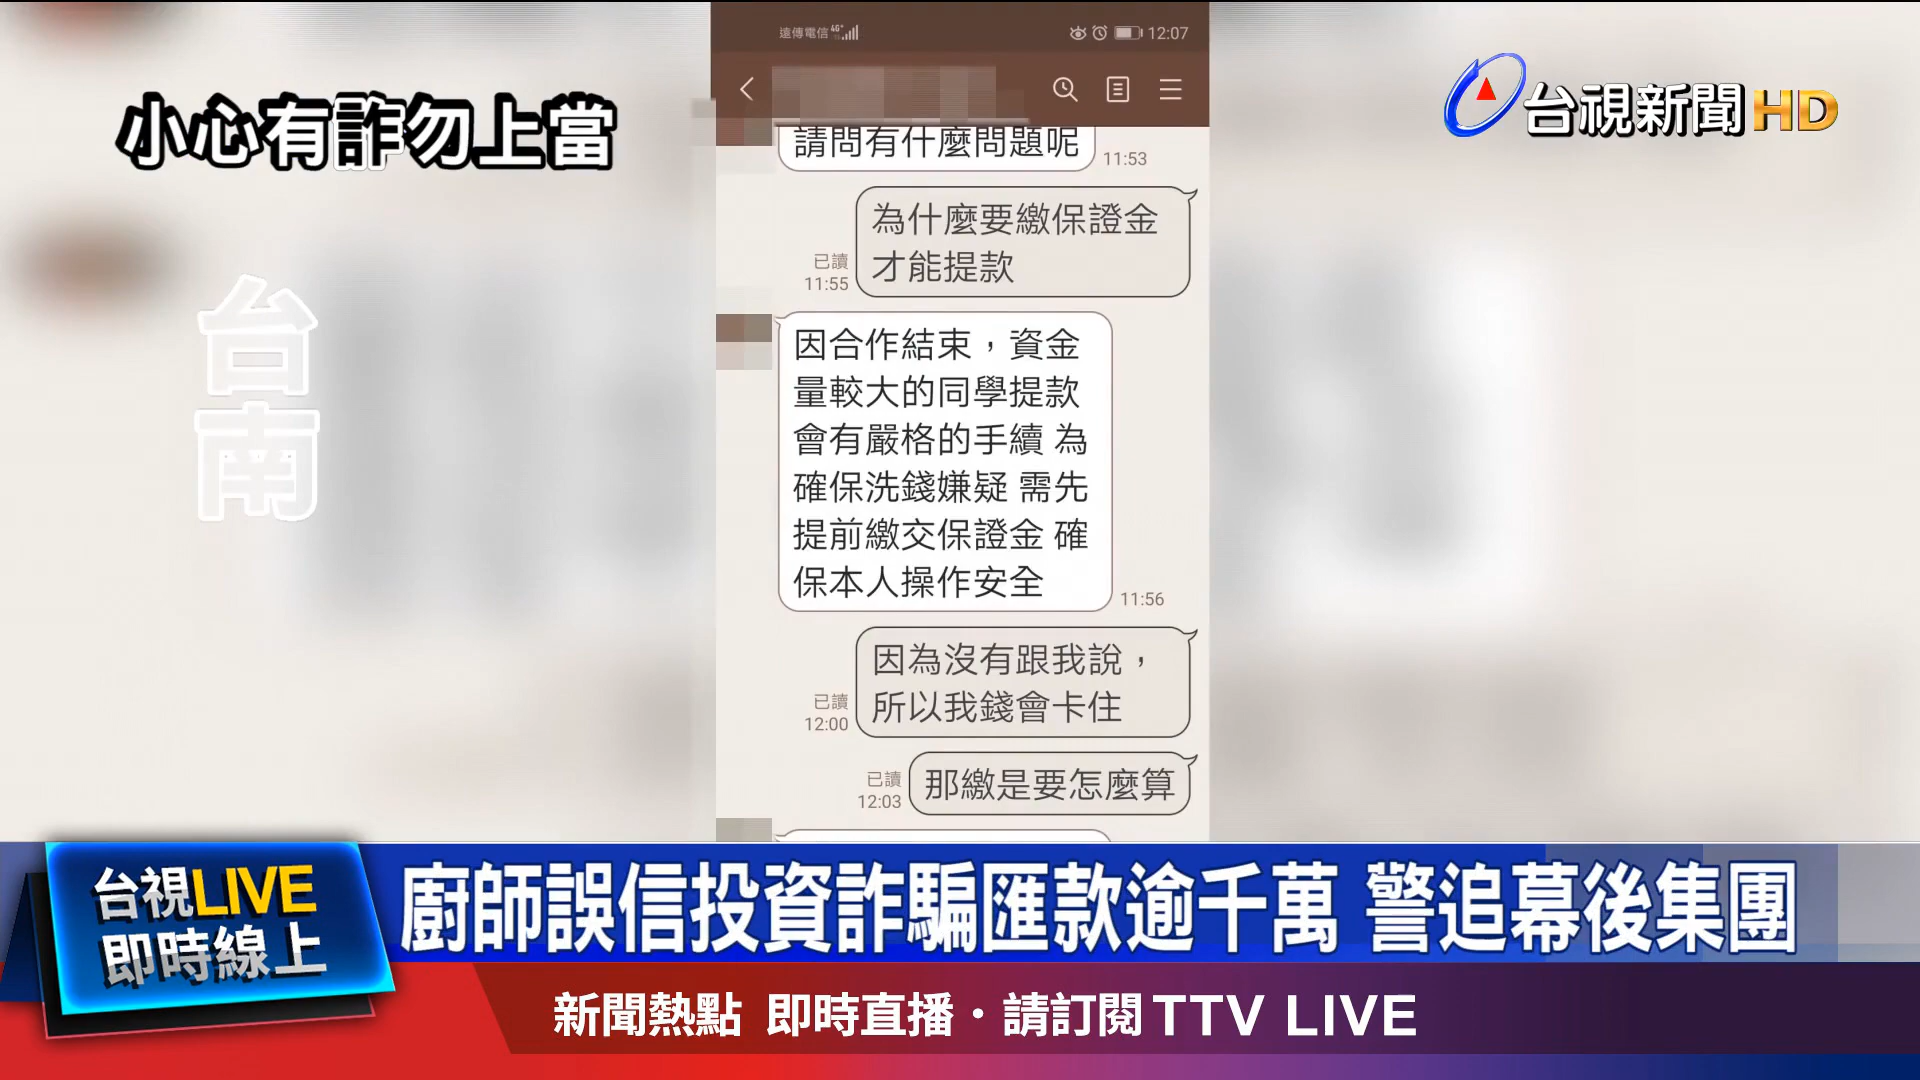 遠傳電信 4G+ 12:07
小心有詐勿上當
台視新聞HD
請問有什麼問題呢
11:53
為什麼要繳保證金
才能提款
已讀
11:55
因合作結束，資金
量較大的同學提款
會有嚴格的手續 為
確保洗錢嫌疑 需先
提前繳交保證金 確
保本人操作安全
11:56
因為沒有跟我說，
所以我錢會卡住
已讀
12:00
那繳是要怎麼算
已讀
12:03
台南
台視LIVE
即時線上
廚師誤信投資詐騙匯款逾千萬 警追幕後集團
新聞熱點 即時直播・請訂閱TTV LIVE